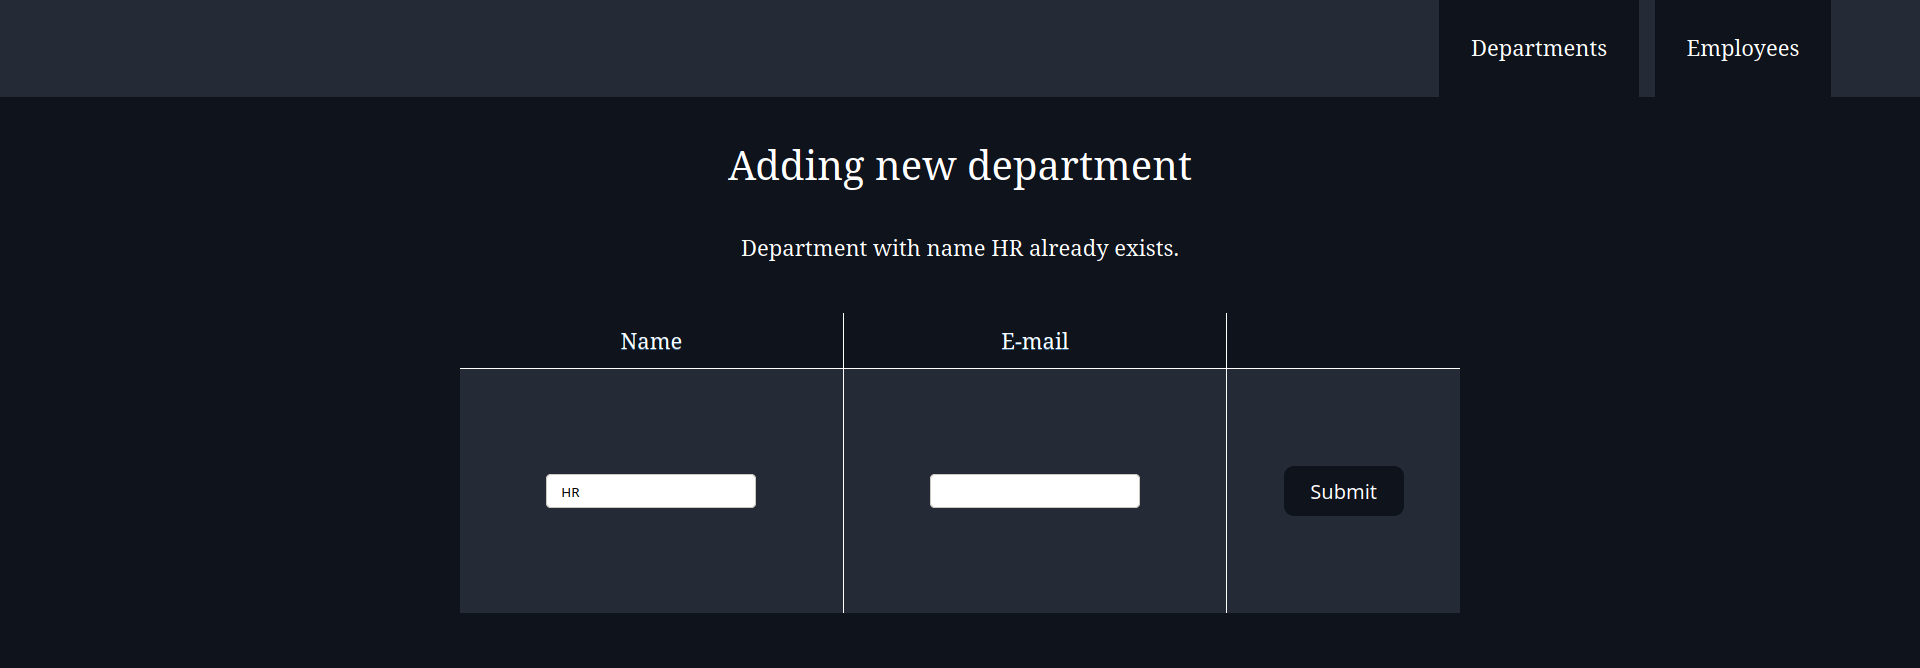 Departments Employees
Adding new department
Department with name HR already exists.
Name E-mail
HR Submit